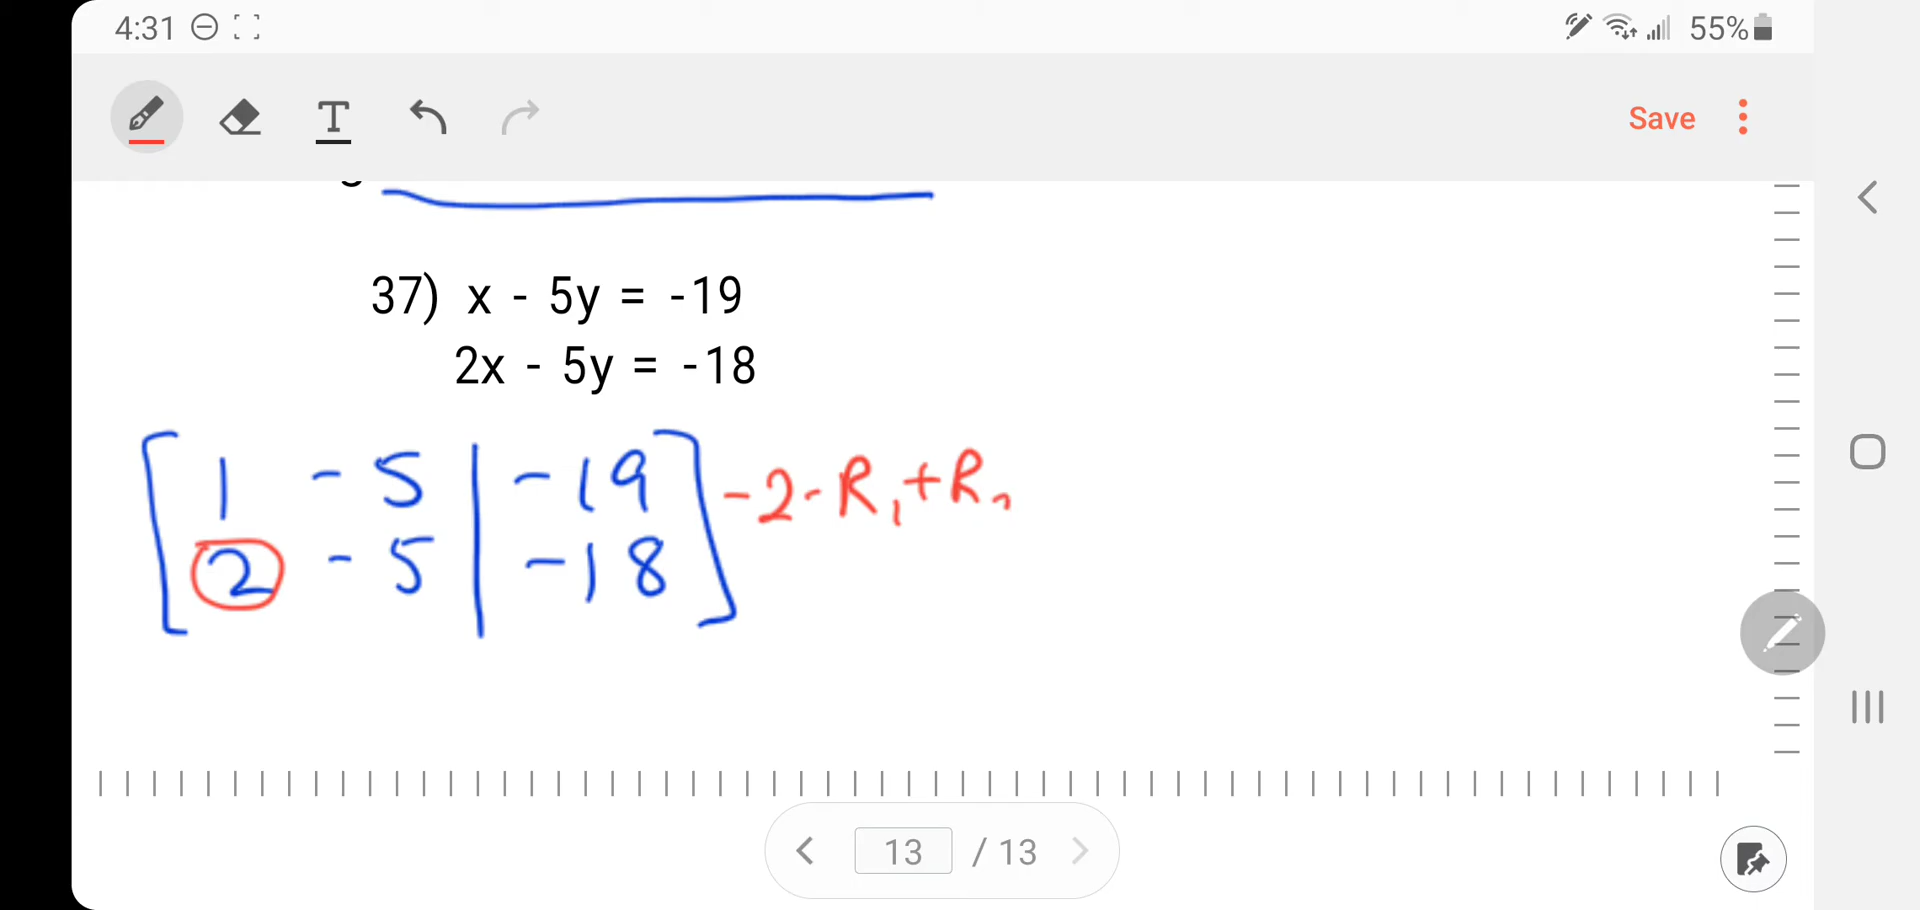 4:31 55%
T Save
37) x - 5y = -19
2x - 5y = -18
1 -5 | -19 -2 - R₁ + R₂
2 -5 | -18
13 / 13